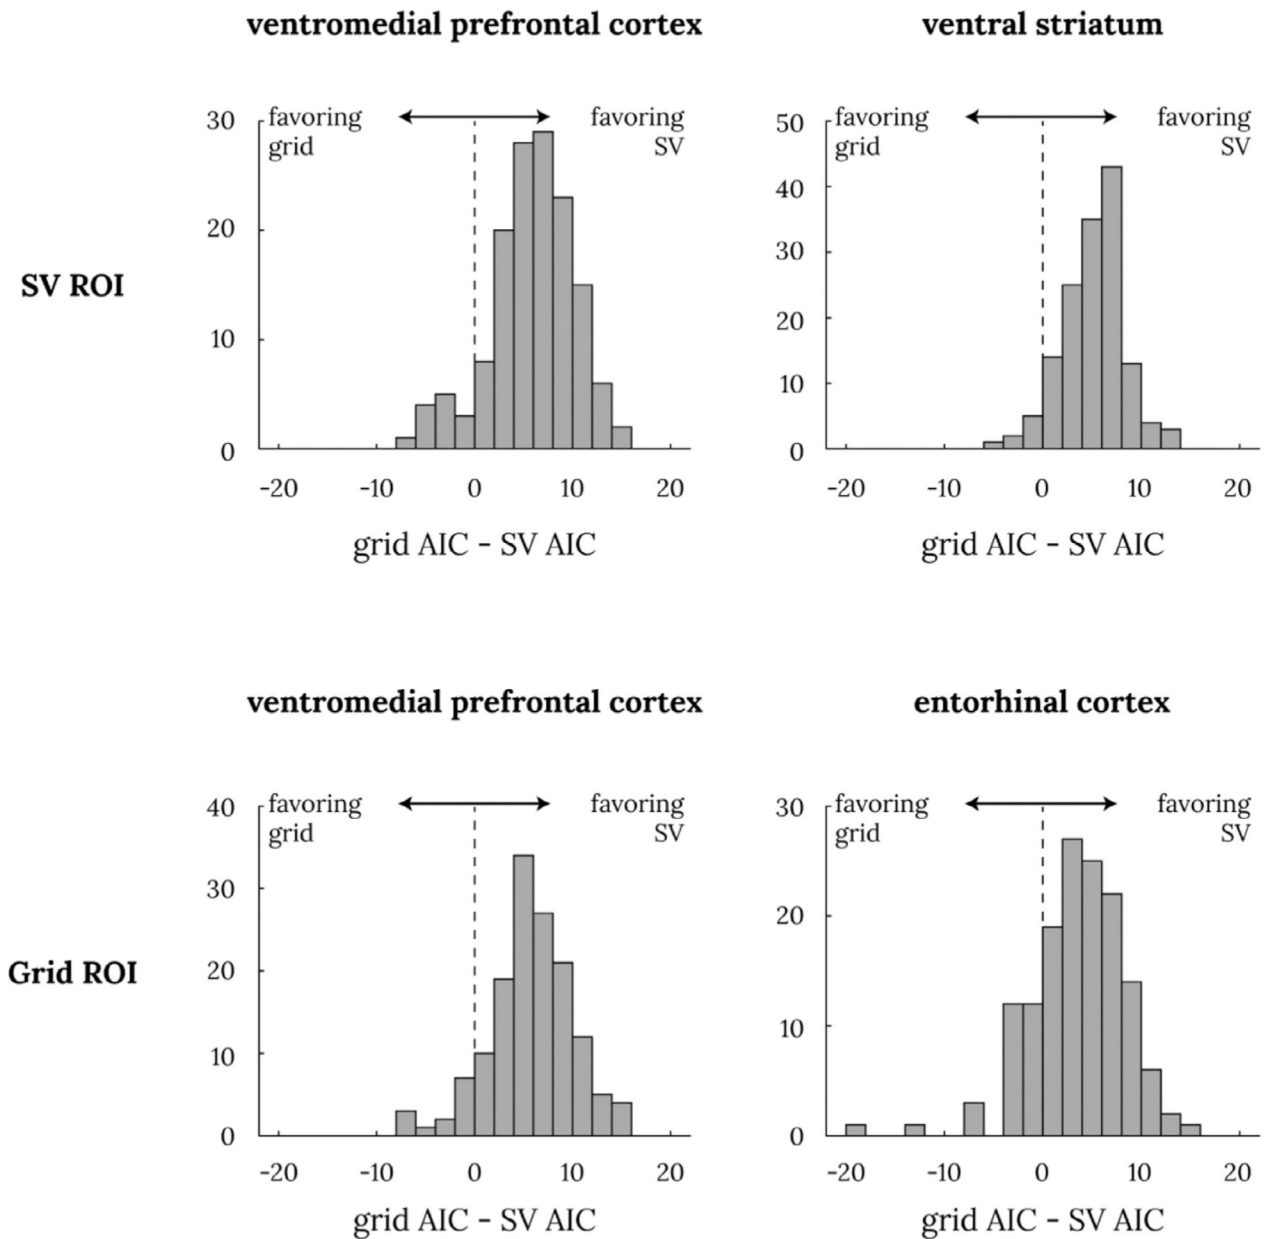 ventromedial prefrontal cortex
ventral striatum
SV ROI
30
20
10
0
favoring
grid
favoring
SV
-20 -10 0 10 20
grid AIC - SV AIC
50
40
30
20
10
0
favoring
grid
favoring
SV
-20 -10 0 10 20
grid AIC - SV AIC
ventromedial prefrontal cortex
entorhinal cortex
Grid ROI
40
30
20
10
0
favoring
grid
favoring
SV
-20 -10 0 10 20
grid AIC - SV AIC
30
20
10
0
favoring
grid
favoring
SV
-20 -10 0 10 20
grid AIC - SV AIC